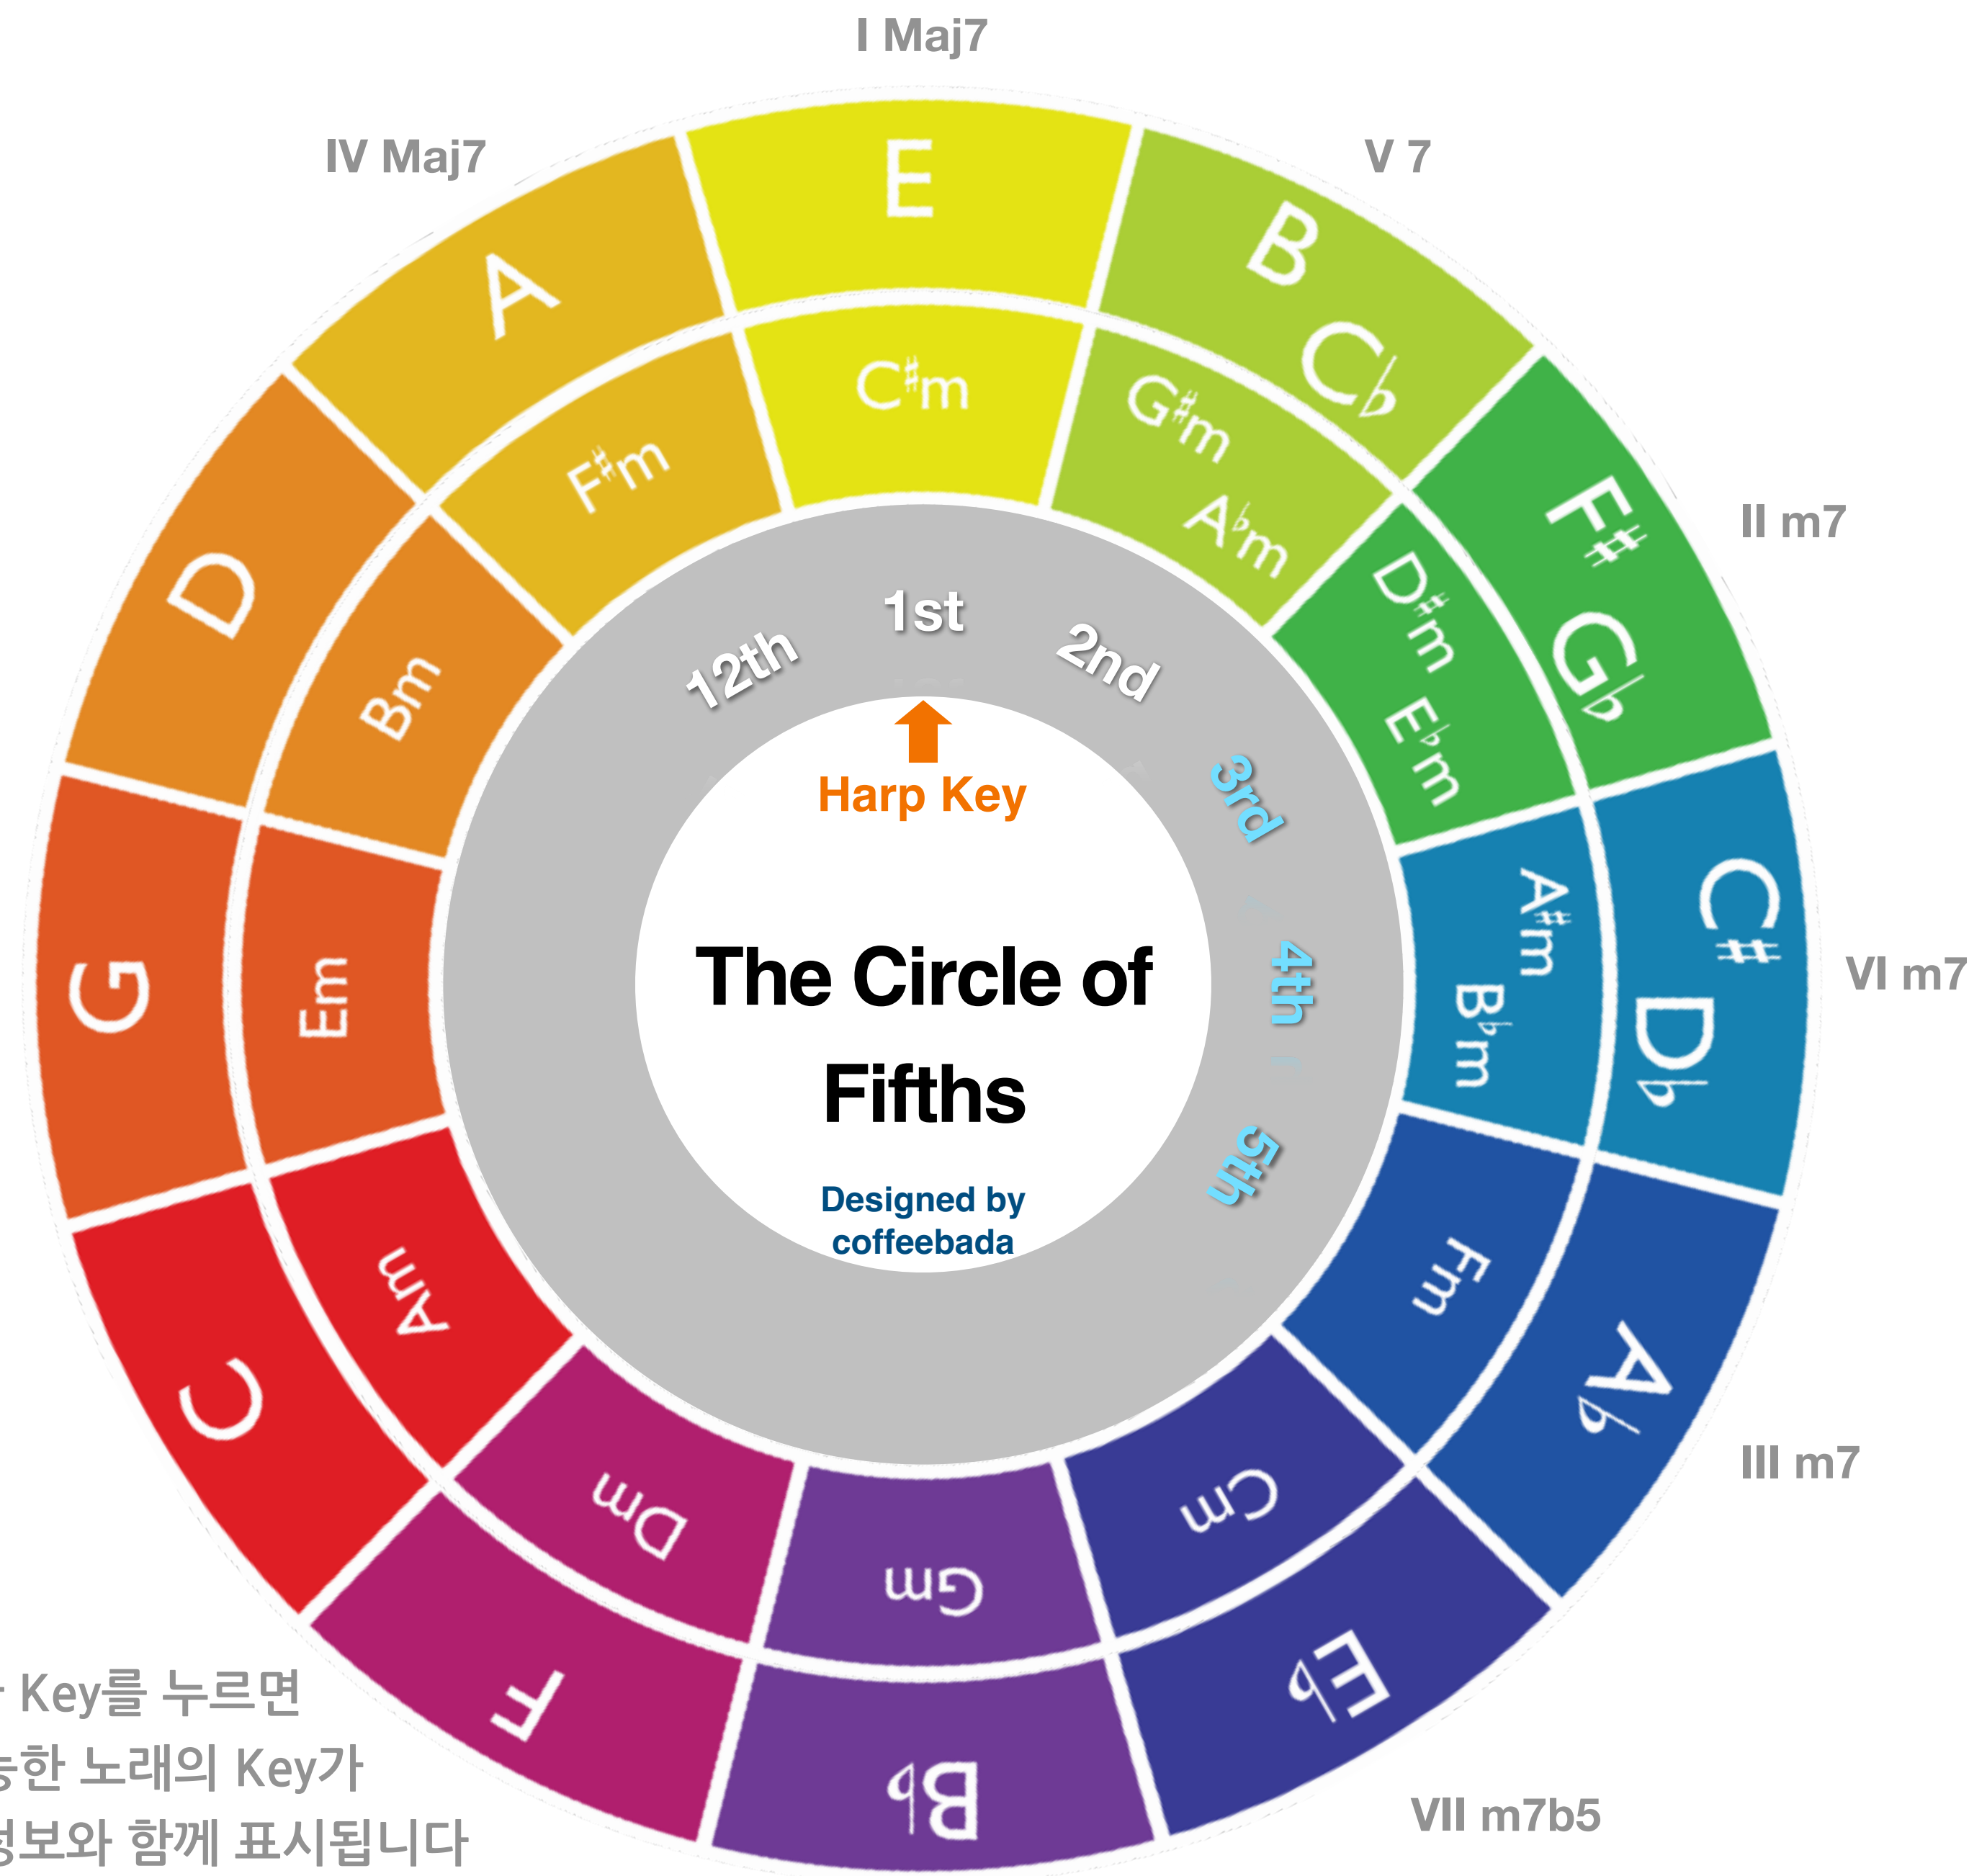 I Maj7
IV Maj7
V 7
II m7
VI m7
III m7
VII m7b5
E
B
C♭
F♯
G♭
C♯
D♭
A♭
E♭
B♭
F
C
G
D
A
C♯m
G♯m
A♭m
D♯m
E♭m
A♯m
B♭m
Fm
Cm
Gm
Dm
Am
Em
Bm
F♯m
12th
1st
2nd
3rd
4th
5th
Harp Key
The Circle of
Fifths
Designed by
coffeebada
Key를 누르면
노래의 Key가
함께 표시됩니다